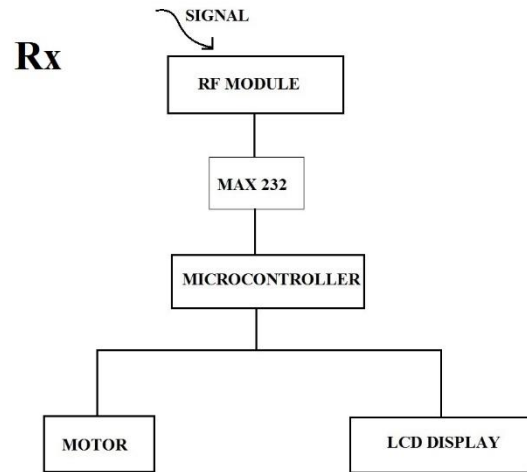 SIGNAL
Rx
RF MODULE
MAX 232
MICROCONTROLLER
MOTOR
LCD DISPLAY